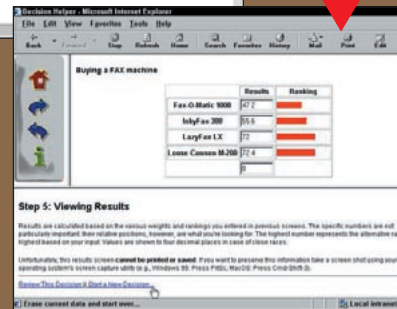 Decision Helper - Microsoft Internet Explorer
File Edit View Favorites Tools Help
Back Forward Stop Refresh Home Search Favorites History Mail Print Edit
Buying a FAX machine
Results Ranking
Fax-O-Matic 1000 47.2
InkyFax 300 55.6
LazyFax LX 72
Loose Cannon M-200 72.4
0
Step 5: Viewing Results
Results are calculated based on the various weights and rankings you entered in previous screens. The specific numbers are not
particularly important: their relative positions, however, are what you're looking for. The highest number represents the alternative ra
highest based on your input. Values are shown to four decimal places in case of close races.
Unfortunately, this results screen cannot be printed or saved. If you want to preserve this information take a screen shot using your
operating system's screen capture utility (e.g., Windows 95: Press PrtSc, MacOS: Press Cmd-Shift-3).
Review This Decision | Start a New Decision
Erase current data and start over...
Local intranet